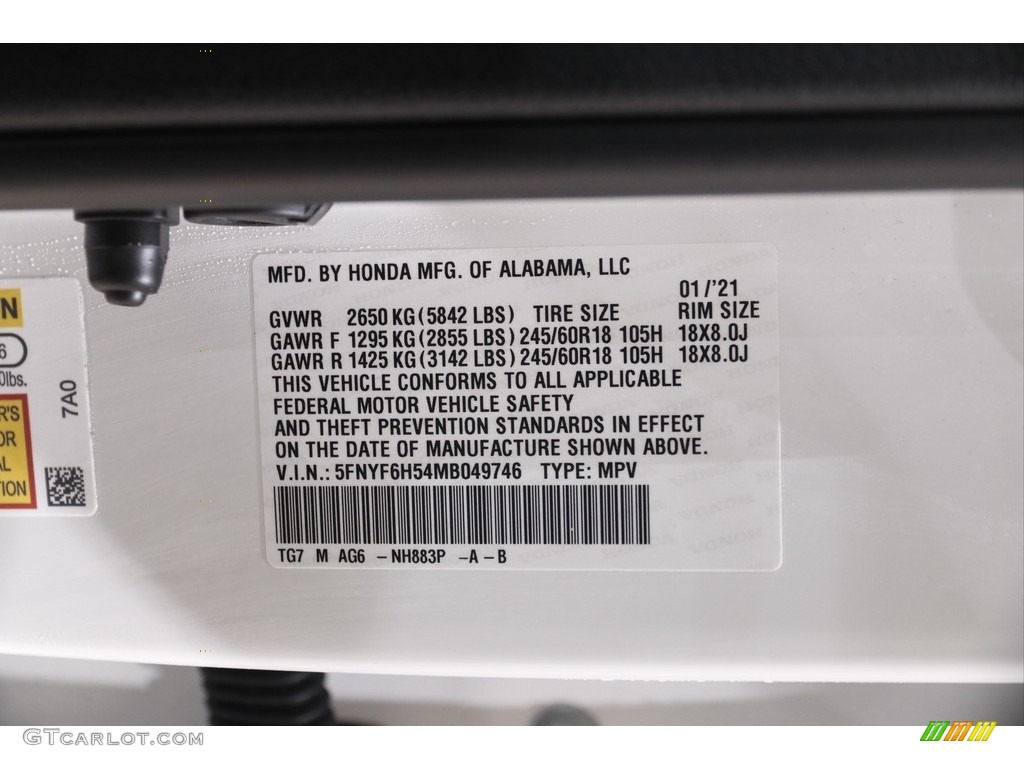 MFD. BY HONDA MFG. OF ALABAMA, LLC
01/'21
GVWR 2650 KG (5842 LBS) TIRE SIZE RIM SIZE
GAWR F 1295 KG (2855 LBS) 245/60R18 105H 18X8.0J
GAWR R 1425 KG (3142 LBS) 245/60R18 105H 18X8.0J
THIS VEHICLE CONFORMS TO ALL APPLICABLE
FEDERAL MOTOR VEHICLE SAFETY
AND THEFT PREVENTION STANDARDS IN EFFECT
ON THE DATE OF MANUFACTURE SHOWN ABOVE.
V.I.N.: 5FNYF6H54MB049746 TYPE: MPV
TG7 M AG6 – NH883P – A – B
7A0
GTCARLOT.COM